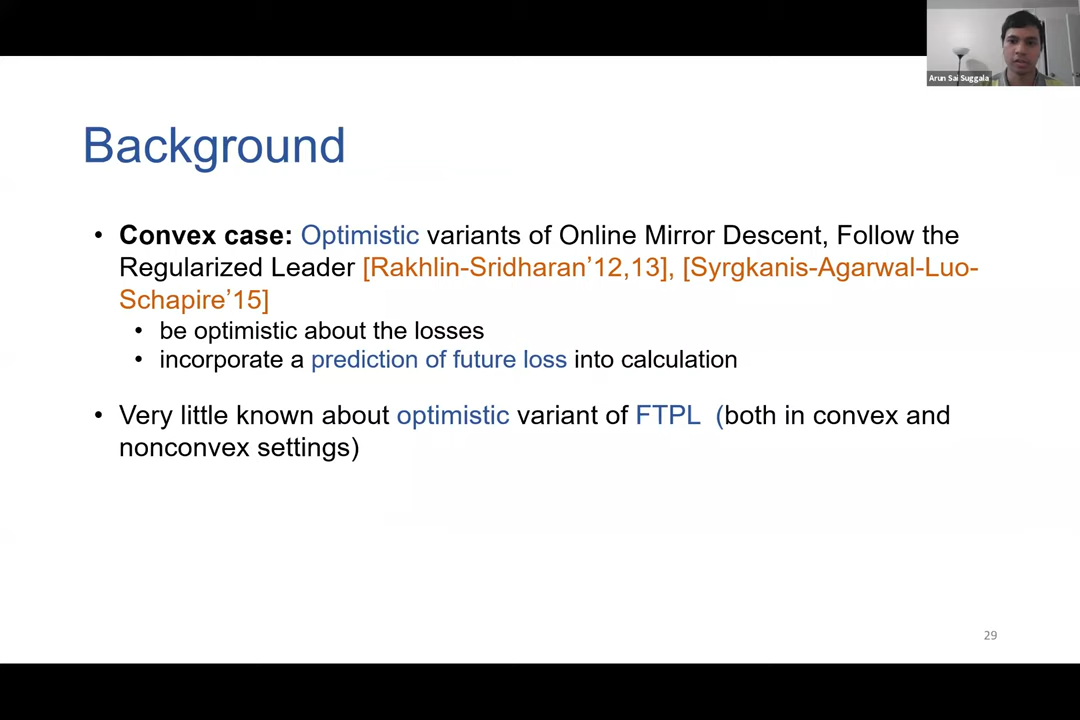 Arun Sai Suggala
Background
• Convex case: Optimistic variants of Online Mirror Descent, Follow the
Regularized Leader [Rakhlin-Sridharan’12,13], [Syrgkanis-Agarwal-Luo-
Schapire’15]
• be optimistic about the losses
• incorporate a prediction of future loss into calculation
• Very little known about optimistic variant of FTPL (both in convex and
nonconvex settings)
29